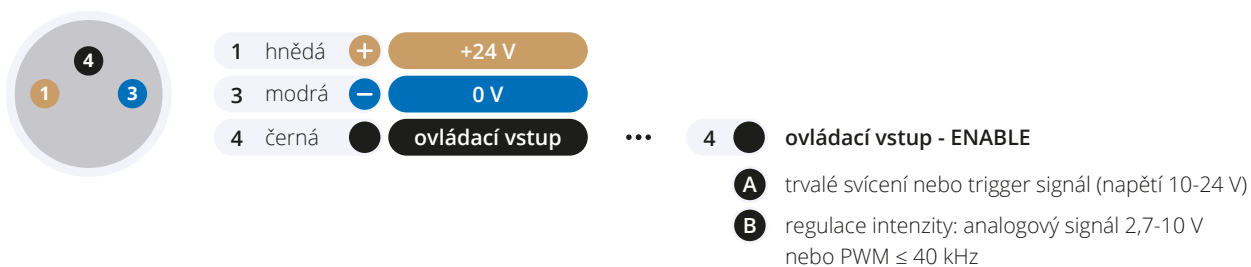 4
1 3
1 hnědá + +24 V
3 modrá − 0 V
4 černá ovládací vstup ... 4 ovládací vstup - ENABLE
A trvalé svícení nebo trigger signál (napětí 10-24 V)
B regulace intenzity: analogový signál 2,7-10 V
nebo PWM ≤ 40 kHz